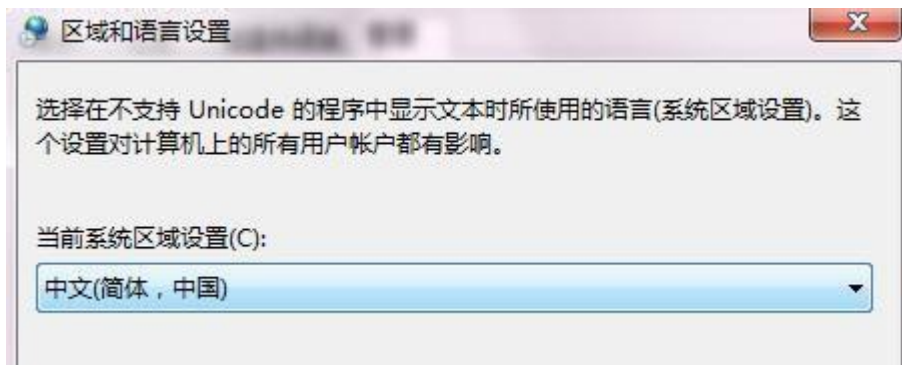 区域和语言设置
选择在不支持 Unicode 的程序中显示文本时所使用的语言(系统区域设置)。这
个设置对计算机上的所有用户帐户都有影响。
当前系统区域设置(C):
中文(简体，中国)